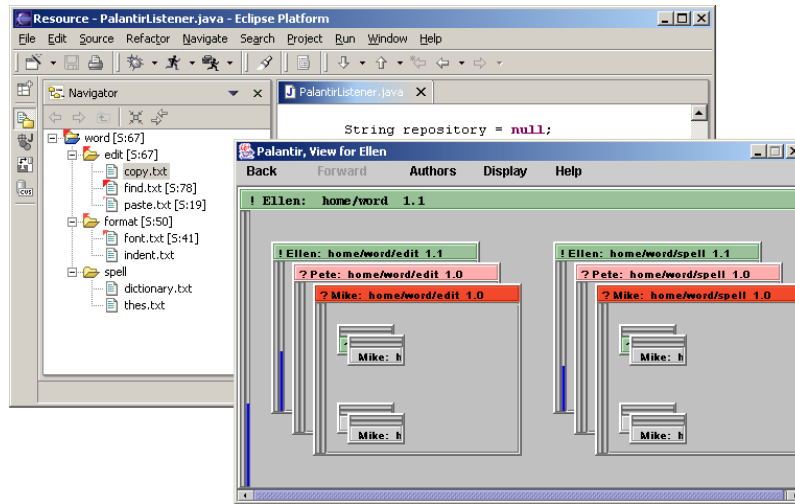 Resource - PalantirListener.java - Eclipse Platform
File Edit Source Refactor Navigate Search Project Run Window Help
Navigator
PalantirListener.java
String repository = null;
word [S:67]
edit [S:67]
copy.txt
find.txt [S:78]
paste.txt [S:19]
format [S:50]
font.txt [S:41]
indent.txt
spell
dictionary.txt
thes.txt
CVS
Palantir, View for Ellen
Back Forward Authors Display Help
! Ellen: home/word 1.1
! Ellen: home/word/edit 1.1
? Pete: home/word/edit 1.0
? Mike: home/word/edit 1.0
Mike: h
Mike: h
! Ellen: home/word/spell 1.1
? Pete: home/word/spell 1.0
? Mike: home/word/spell 1.0
Mike: h
Mike: h